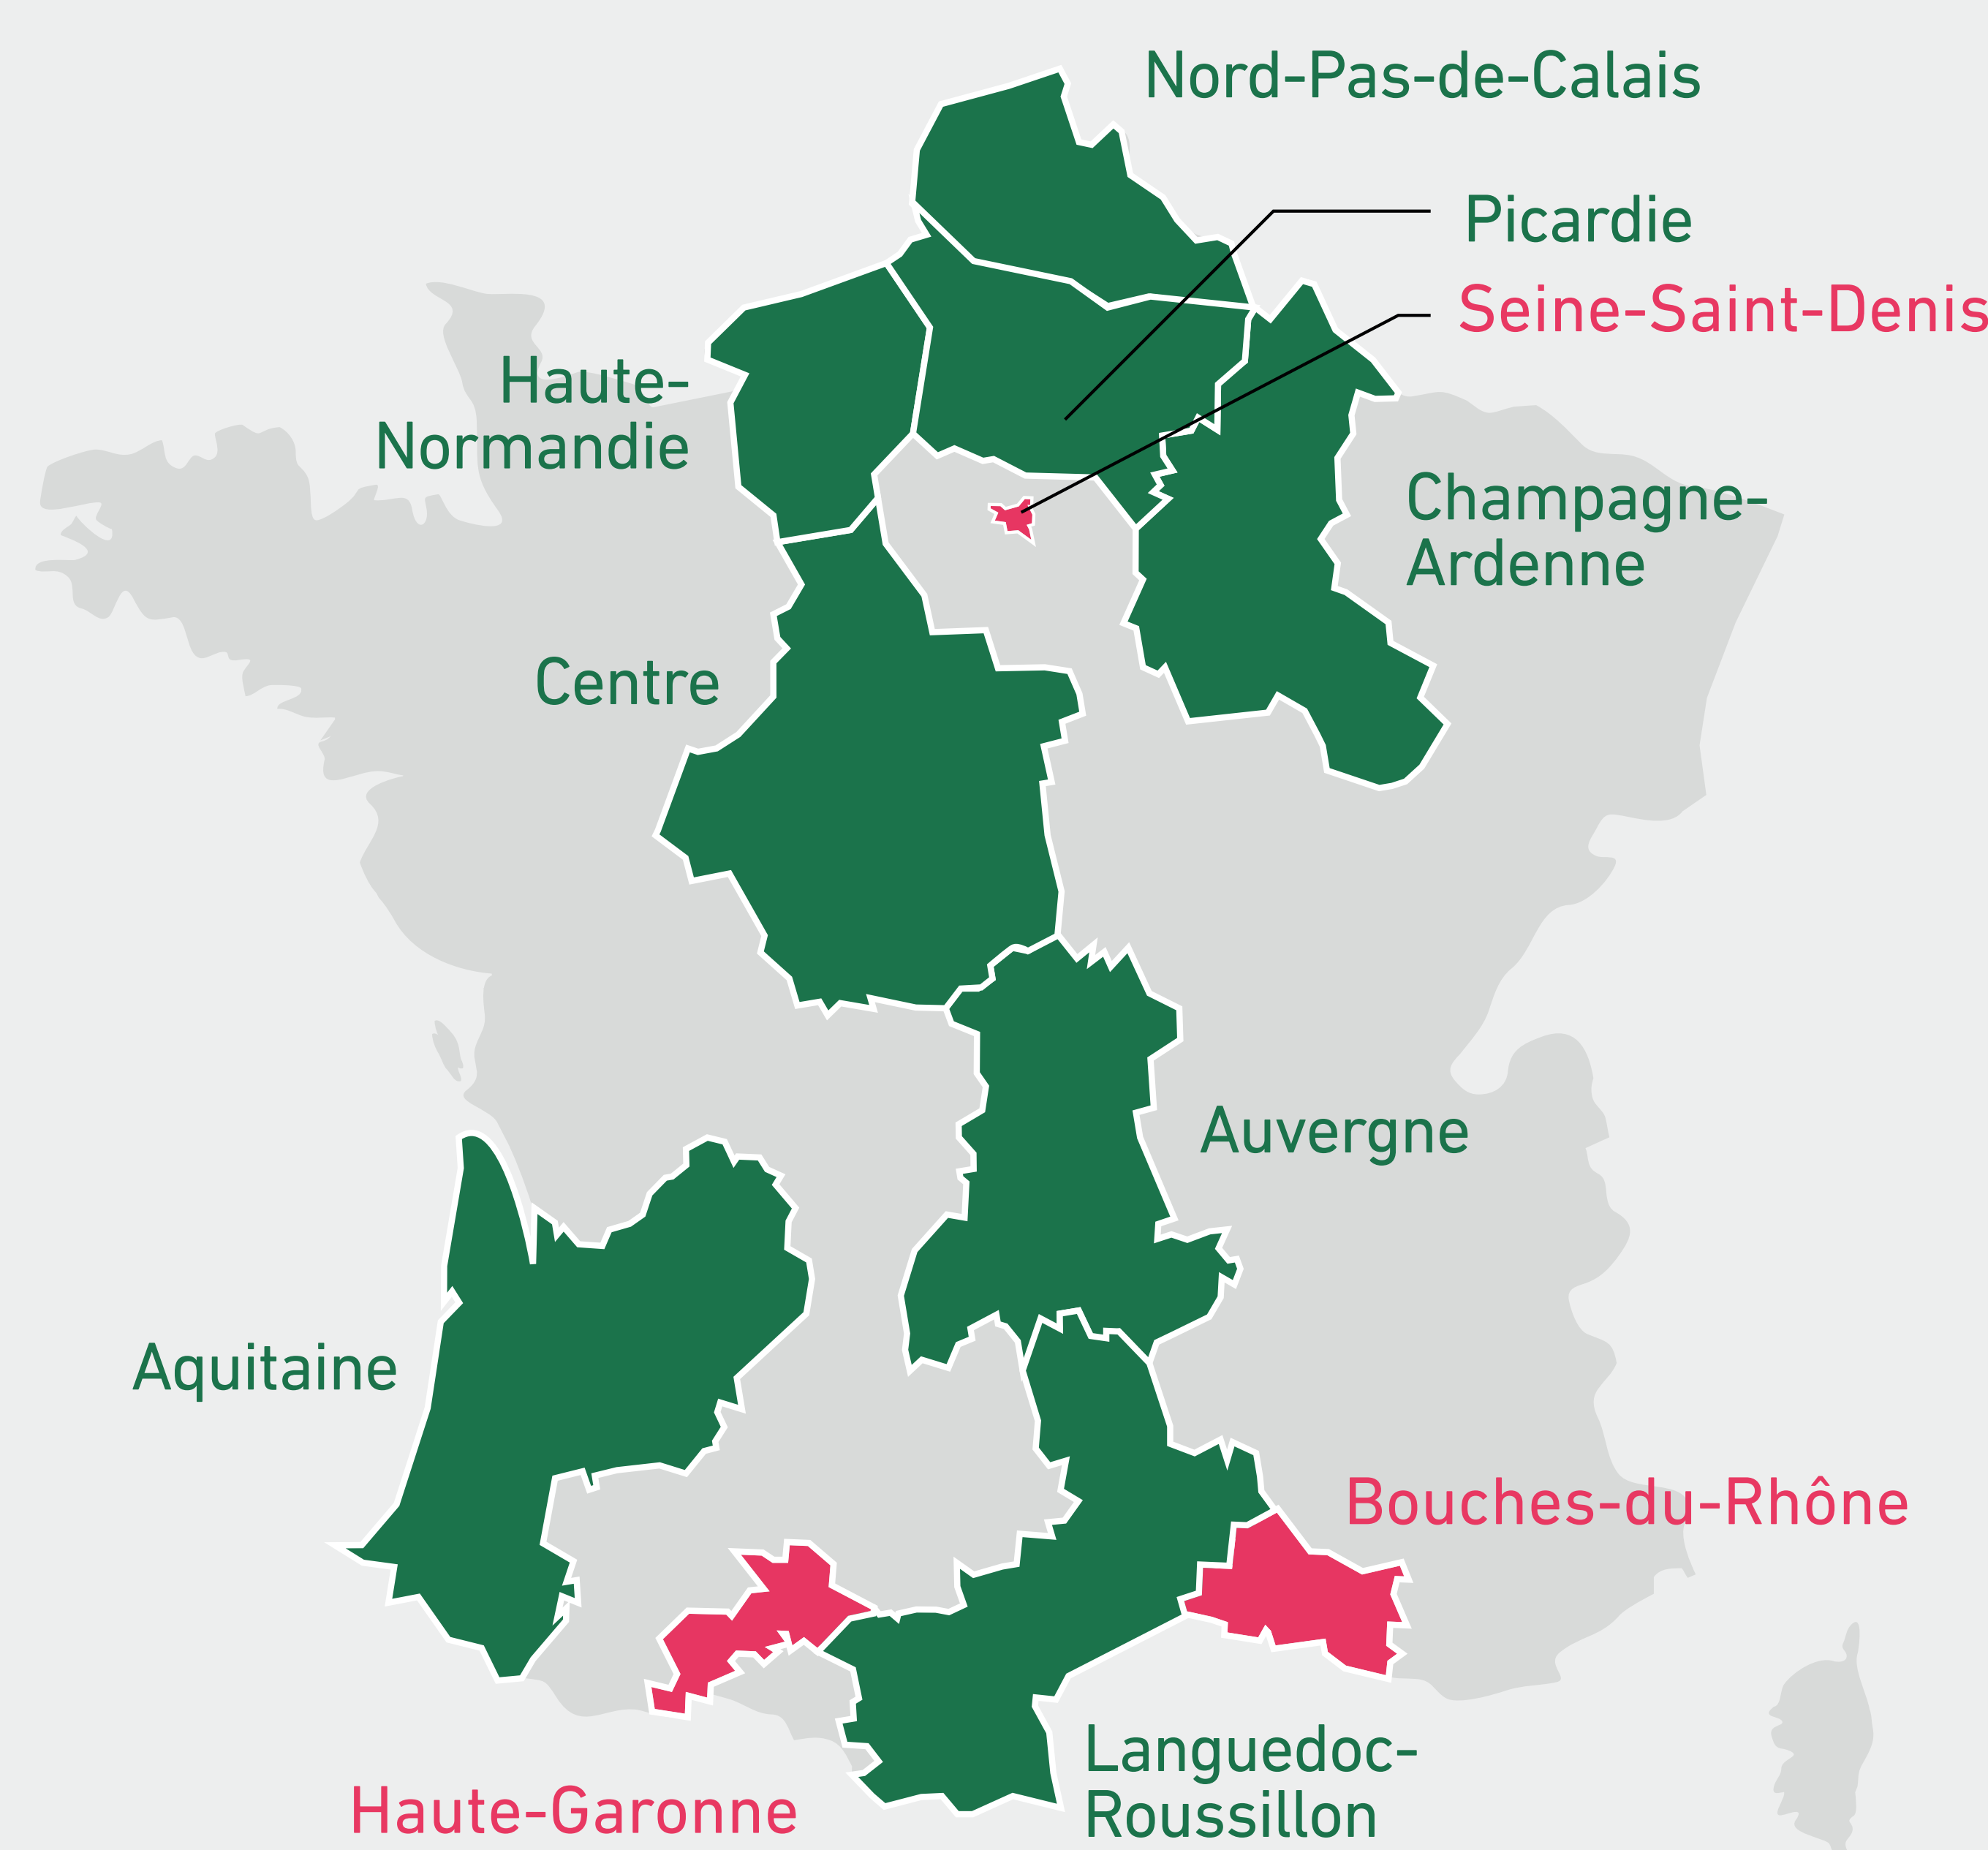 Nord-Pas-de-Calais
Picardie
Seine-Saint-Denis
Haute-
Normandie
Champagne-
Ardenne
Centre
Auvergne
Aquitaine
Bouches-du-Rhône
Languedoc-
Roussillon
Haute-Garonne